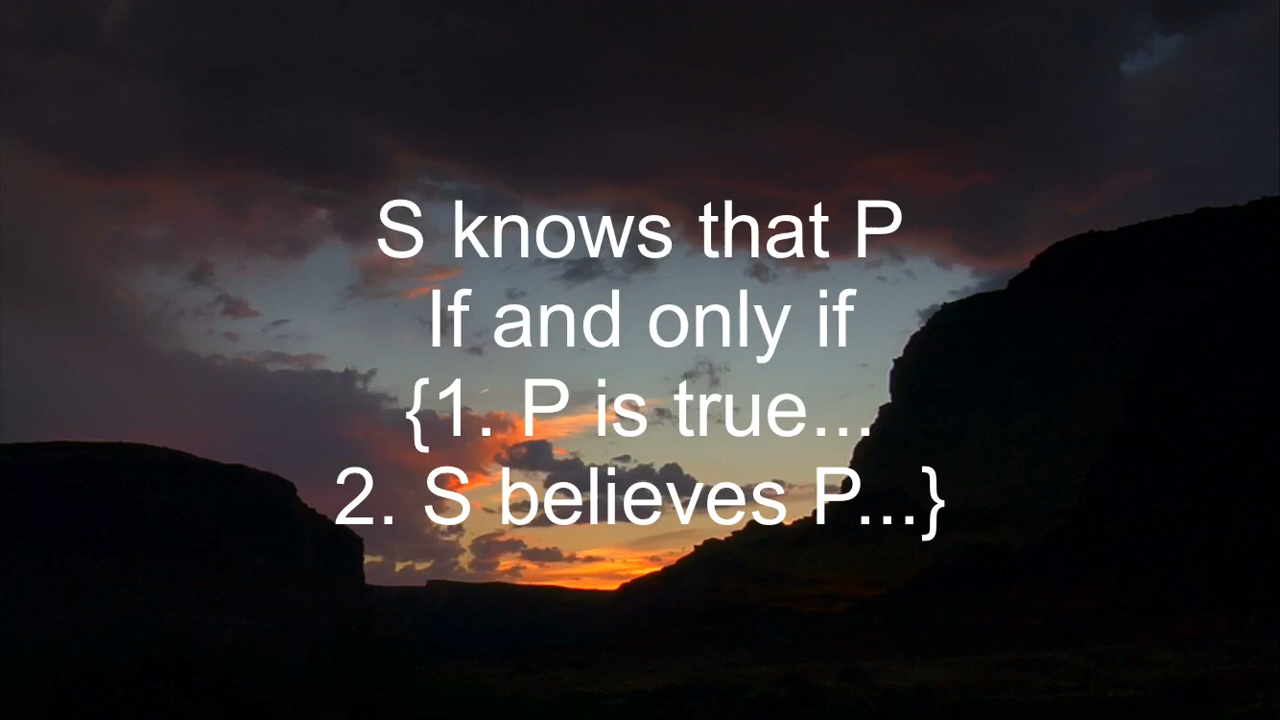 S knows that P
If and only if
{1. P is true...
2. S believes P...}